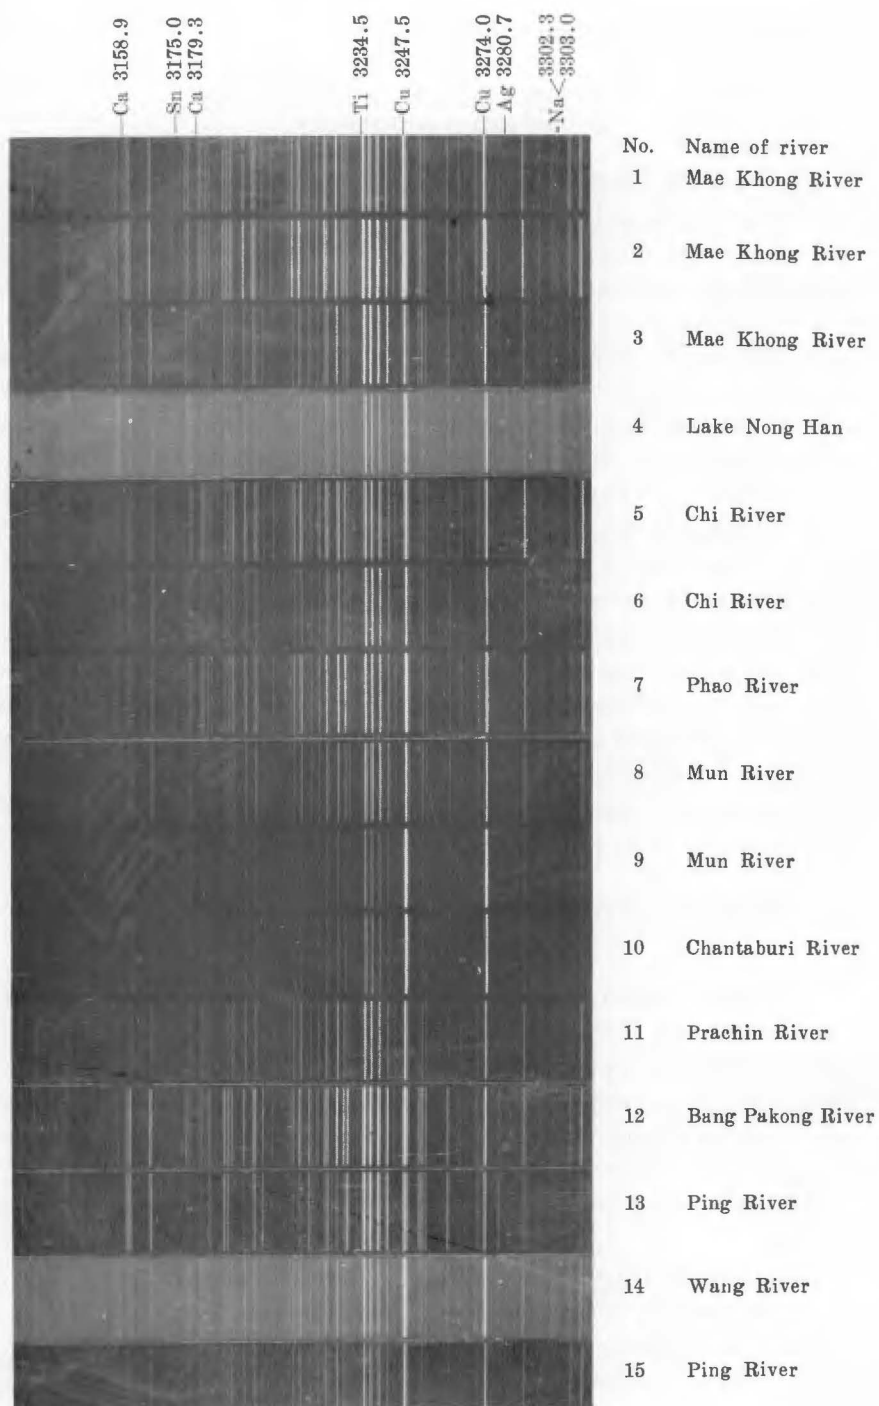 Ca 3158.9
Sn 3175.0
Ca 3179.3
Ti 3234.5
Cu 3247.5
Cu 3274.0
Ag 3280.7
-Na<3302.3
3303.0
No. Name of river
1 Mae Khong River
2 Mae Khong River
3 Mae Khong River
4 Lake Nong Han
5 Chi River
6 Chi River
7 Phao River
8 Mun River
9 Mun River
10 Chantaburi River
11 Prachin River
12 Bang Pakong River
13 Ping River
14 Wang River
15 Ping River